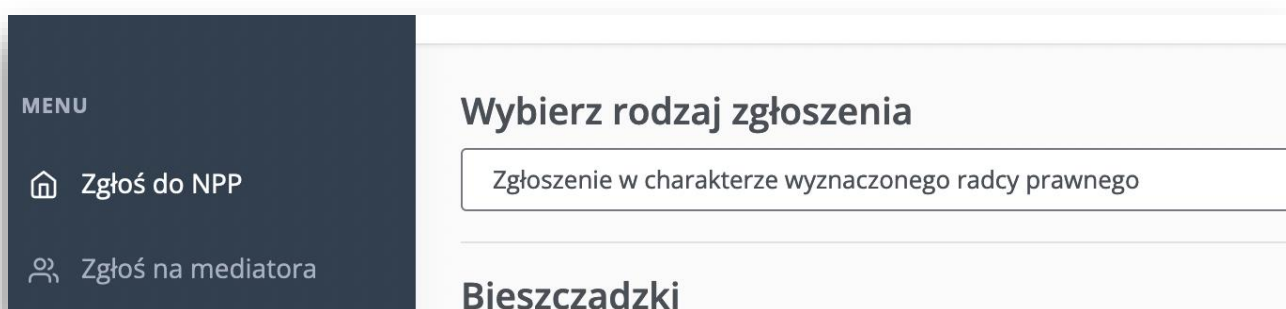 MENU
Zgłoś do NPP
Zgłoś na mediatora
Wybierz rodzaj zgłoszenia
Zgłoszenie w charakterze wyznaczonego radcy prawnego
Bieszczadzki